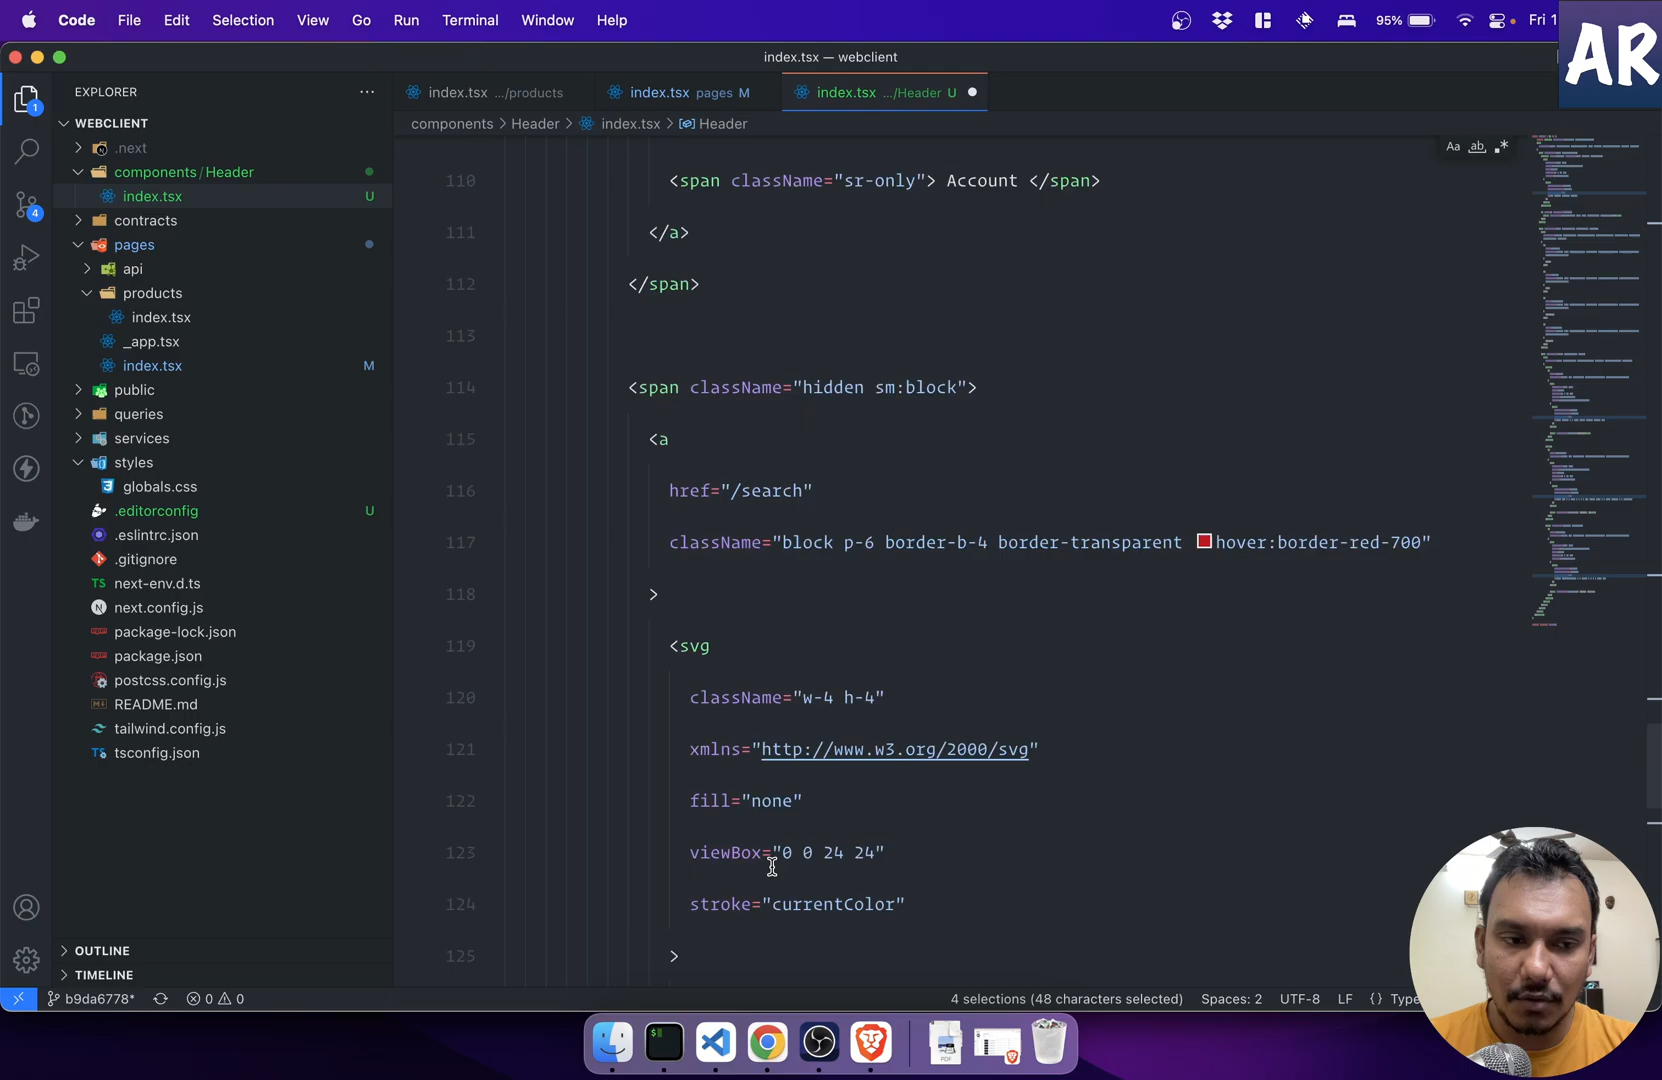 Code File Edit Selection View Go Run Terminal Window Help 95% Fri 1
AR
index.tsx — webclient
EXPLORER
index.tsx .../products index.tsx pages M index.tsx .../Header U
components > Header > index.tsx > Header
WEBCLIENT
.next
components/Header
index.tsx U
contracts
pages
api
products
index.tsx
_app.tsx
index.tsx M
public
queries
services
styles
globals.css
.editorconfig U
.eslintrc.json
.gitignore
TS next-env.d.ts
N next.config.js
package-lock.json
package.json
postcss.config.js
README.md
tailwind.config.js
TS tsconfig.json
OUTLINE
TIMELINE
1
4
Aa ab
110 <span className="sr-only"> Account </span>
111 </a>
112 </span>
113
114 <span className="hidden sm:block">
115 <a
116 href="/search"
117 className="block p-6 border-b-4 border-transparent hover:border-red-700"
118 >
119 <svg
120 className="w-4 h-4"
121 xmlns="http://www.w3.org/2000/svg"
122 fill="none"
123 viewBox="0 0 24 24"
124 stroke="currentColor"
125 >
b9da6778* 0 0 4 selections (48 characters selected) Spaces: 2 UTF-8 LF {} Type
$
PDF